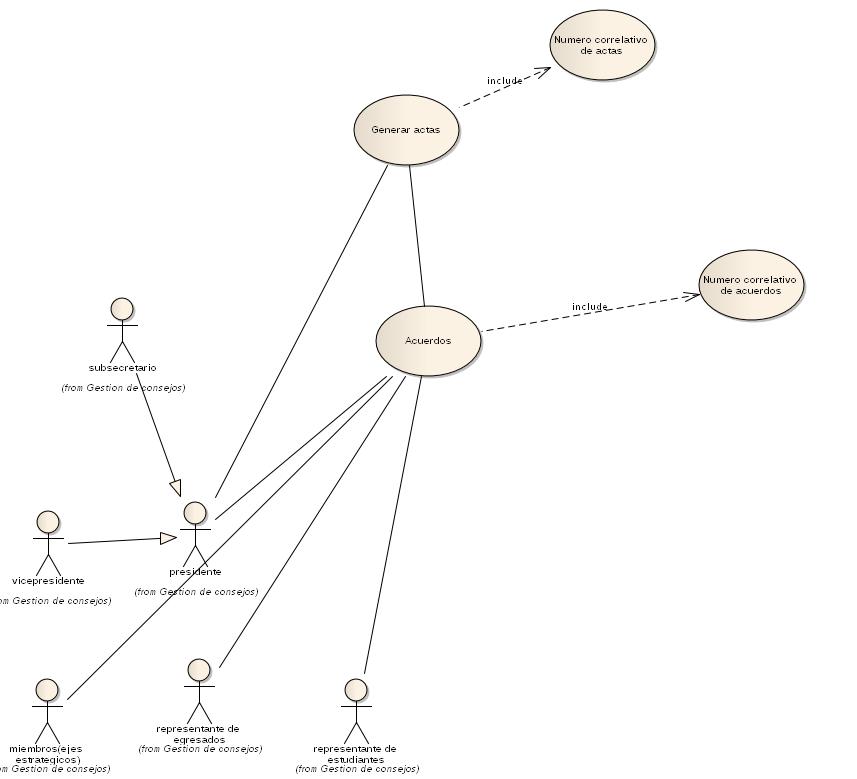 Numero correlativo
de actas
include
Generar actas
Numero correlativo
de acuerdos
include
Acuerdos
subsecretario
(from Gestion de consejos)
vicepresidente
om Gestion de consejos)
presidente
(from Gestion de consejos)
miembros(ejes
estrategicos)
om Gestion de consejos)
representante de
egresados
(from Gestion de consejos)
representante de
estudiantes
(from Gestion de consejos)